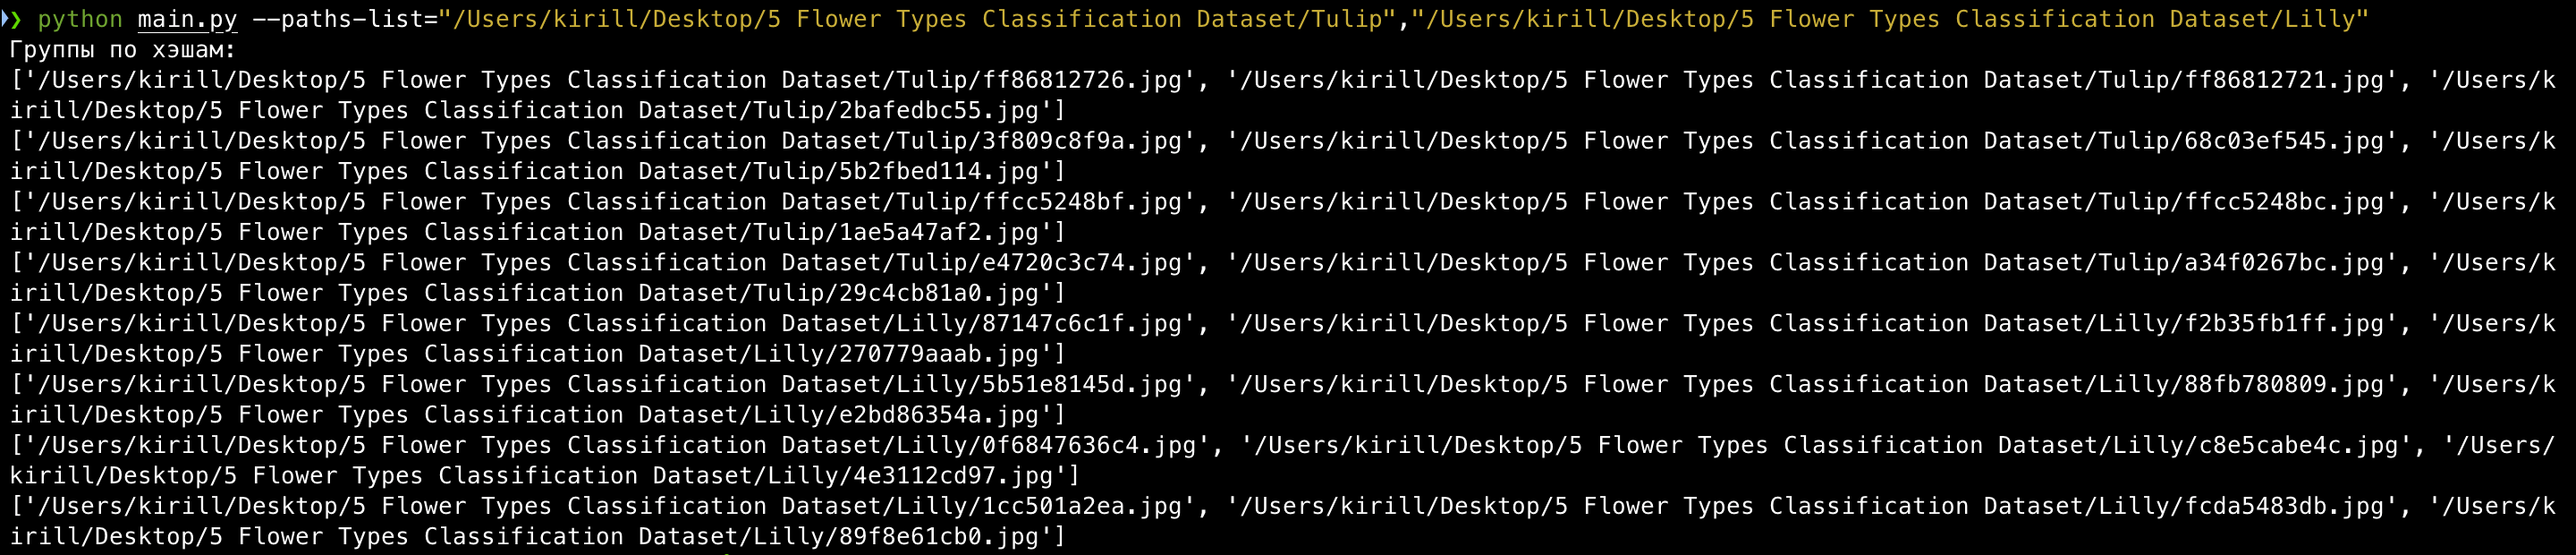 ❯ python main.py --paths-list="/Users/kirill/Desktop/5 Flower Types Classification Dataset/Tulip","/Users/kirill/Desktop/5 Flower Types Classification Dataset/Lilly"
Группы по хэшам:
['/Users/kirill/Desktop/5 Flower Types Classification Dataset/Tulip/ff86812726.jpg', '/Users/kirill/Desktop/5 Flower Types Classification Dataset/Tulip/ff86812721.jpg', '/Users/k
irill/Desktop/5 Flower Types Classification Dataset/Tulip/2bafedbc55.jpg']
['/Users/kirill/Desktop/5 Flower Types Classification Dataset/Tulip/3f809c8f9a.jpg', '/Users/kirill/Desktop/5 Flower Types Classification Dataset/Tulip/68c03ef545.jpg', '/Users/k
irill/Desktop/5 Flower Types Classification Dataset/Tulip/5b2fbed114.jpg']
['/Users/kirill/Desktop/5 Flower Types Classification Dataset/Tulip/ffcc5248bf.jpg', '/Users/kirill/Desktop/5 Flower Types Classification Dataset/Tulip/ffcc5248bc.jpg', '/Users/k
irill/Desktop/5 Flower Types Classification Dataset/Tulip/1ae5a47af2.jpg']
['/Users/kirill/Desktop/5 Flower Types Classification Dataset/Tulip/e4720c3c74.jpg', '/Users/kirill/Desktop/5 Flower Types Classification Dataset/Tulip/a34f0267bc.jpg', '/Users/k
irill/Desktop/5 Flower Types Classification Dataset/Tulip/29c4cb81a0.jpg']
['/Users/kirill/Desktop/5 Flower Types Classification Dataset/Lilly/87147c6c1f.jpg', '/Users/kirill/Desktop/5 Flower Types Classification Dataset/Lilly/f2b35fb1ff.jpg', '/Users/k
irill/Desktop/5 Flower Types Classification Dataset/Lilly/270779aaab.jpg']
['/Users/kirill/Desktop/5 Flower Types Classification Dataset/Lilly/5b51e8145d.jpg', '/Users/kirill/Desktop/5 Flower Types Classification Dataset/Lilly/88fb780809.jpg', '/Users/k
irill/Desktop/5 Flower Types Classification Dataset/Lilly/e2bd86354a.jpg']
['/Users/kirill/Desktop/5 Flower Types Classification Dataset/Lilly/0f6847636c4.jpg', '/Users/kirill/Desktop/5 Flower Types Classification Dataset/Lilly/c8e5cabe4c.jpg', '/Users/
kirill/Desktop/5 Flower Types Classification Dataset/Lilly/4e3112cd97.jpg']
['/Users/kirill/Desktop/5 Flower Types Classification Dataset/Lilly/1cc501a2ea.jpg', '/Users/kirill/Desktop/5 Flower Types Classification Dataset/Lilly/fcda5483db.jpg', '/Users/k
irill/Desktop/5 Flower Types Classification Dataset/Lilly/89f8e61cb0.jpg']